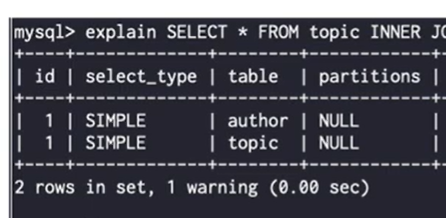 mysql> explain SELECT * FROM topic INNER
+----+-------------+--------+------------+
| id | select_type | table | partitions |
+----+-------------+--------+------------+
| 1 | SIMPLE | author | NULL |
| 1 | SIMPLE | topic | NULL |
+----+-------------+--------+------------+
2 rows in set, 1 warning (0.00 sec)